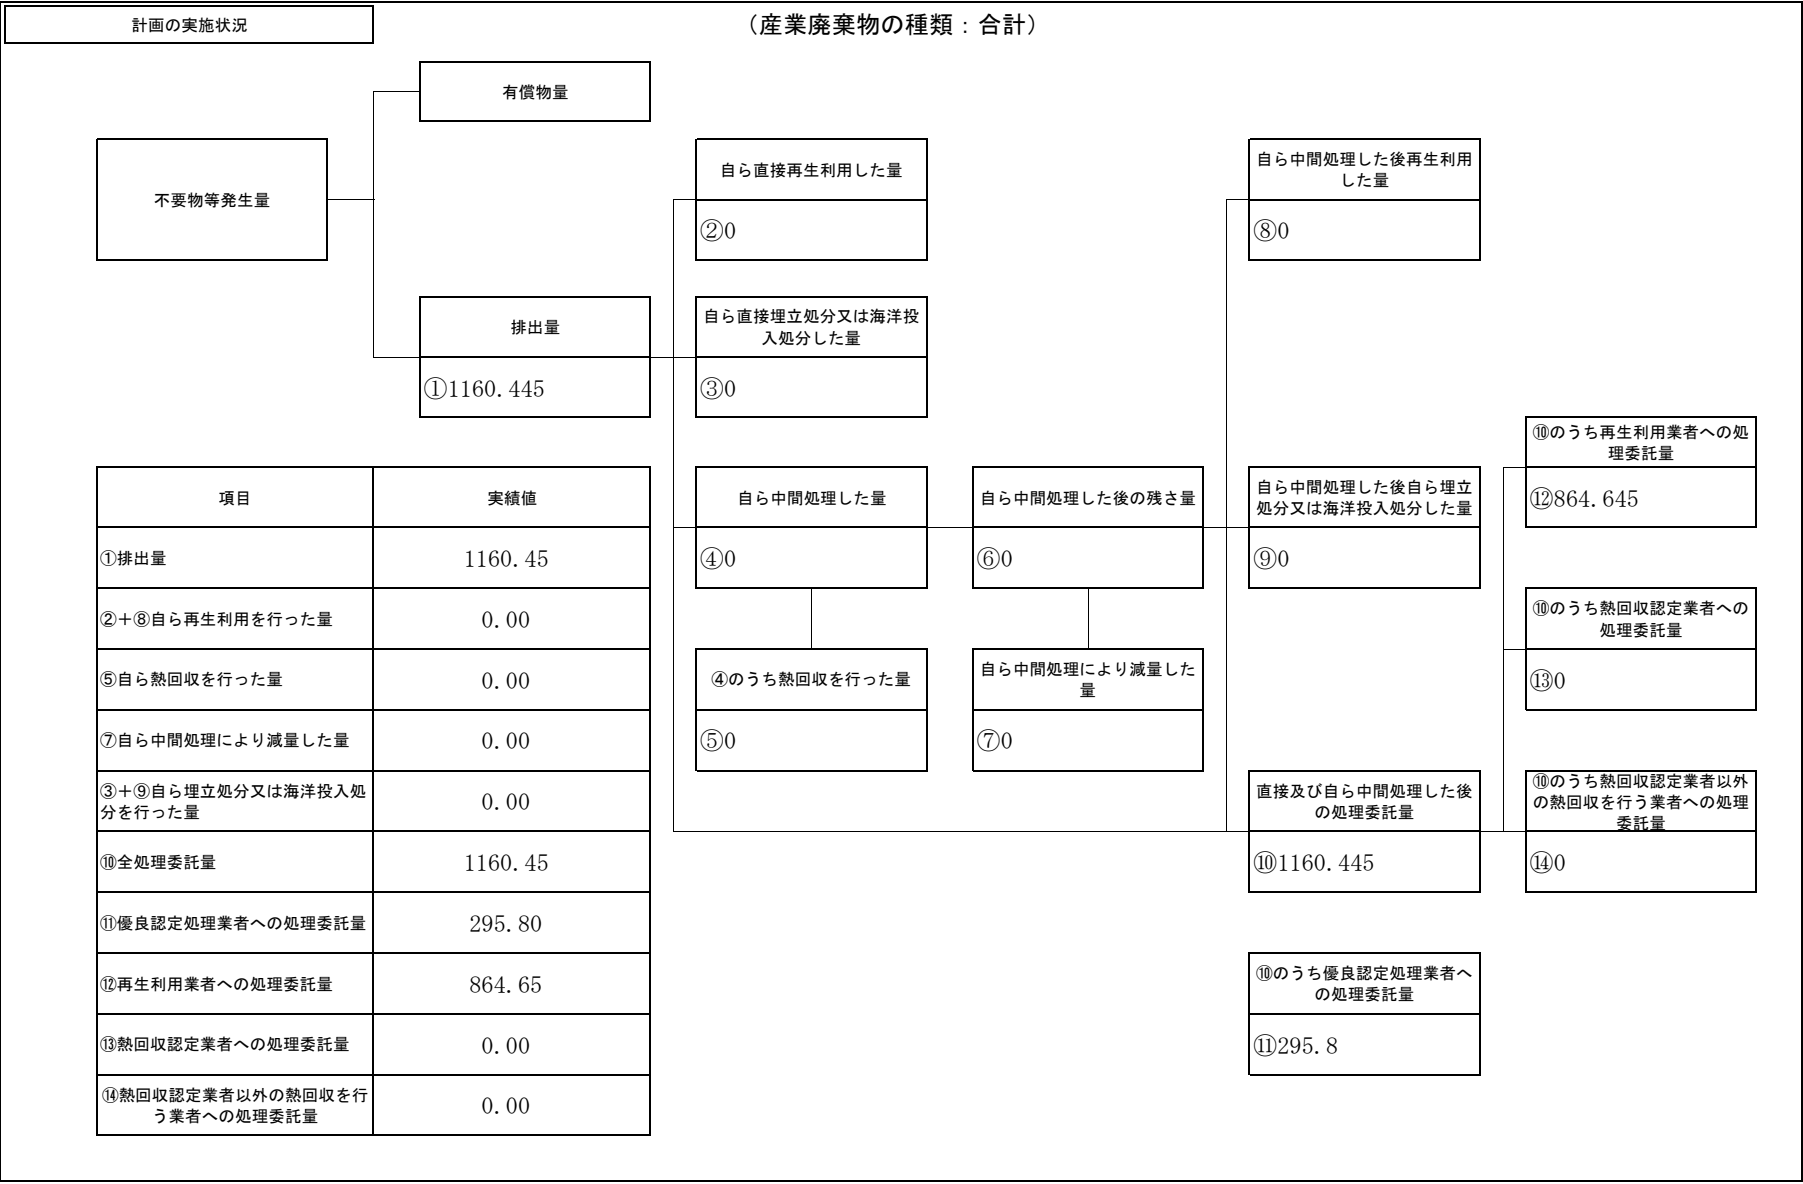 計画の実施状況
（産業廃棄物の種類：合計）
有償物量
不要物等発生量
自ら直接再生利用した量
②0
自ら中間処理した後再生利用
した量
⑧0
排出量
①1160.445
自ら直接埋立処分又は海洋投
入処分した量
③0
⑩のうち再生利用業者への処
理委託量
⑫864.645
自ら中間処理した量
④0
自ら中間処理した後の残さ量
⑥0
自ら中間処理した後自ら埋立
処分又は海洋投入処分した量
⑨0
⑩のうち熱回収認定業者への
処理委託量
⑬0
④のうち熱回収を行った量
⑤0
自ら中間処理により減量した
量
⑦0
直接及び自ら中間処理した後
の処理委託量
⑩1160.445
⑩のうち熱回収認定業者以外
の熱回収を行う業者への処理
委託量
⑭0
⑩のうち優良認定処理業者へ
の処理委託量
⑪295.8
項目 実績値
①排出量 1160.45
②＋⑧自ら再生利用を行った量 0.00
⑤自ら熱回収を行った量 0.00
⑦自ら中間処理により減量した量 0.00
③＋⑨自ら埋立処分又は海洋投入処
分を行った量 0.00
⑩全処理委託量 1160.45
⑪優良認定処理業者への処理委託量 295.80
⑫再生利用業者への処理委託量 864.65
⑬熱回収認定業者への処理委託量 0.00
⑭熱回収認定業者以外の熱回収を行
う業者への処理委託量 0.00